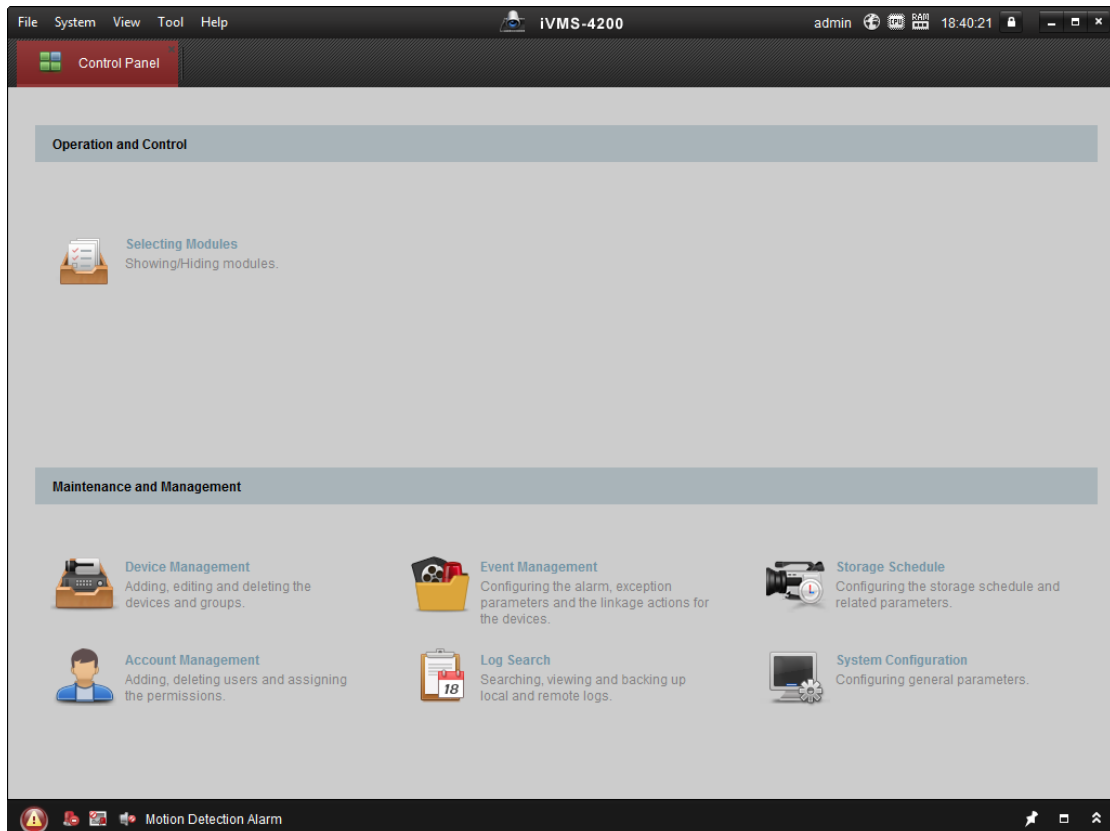 File System View Tool Help iVMS-4200 admin CPU RAM 18:40:21
Control Panel
Operation and Control
Selecting Modules
Showing/Hiding modules.
Maintenance and Management
Device Management
Adding, editing and deleting the
devices and groups.
Event Management
Configuring the alarm, exception
parameters and the linkage actions for
the devices.
Storage Schedule
Configuring the storage schedule and
related parameters.
Account Management
Adding, deleting users and assigning
the permissions.
18
Log Search
Searching, viewing and backing up
local and remote logs.
System Configuration
Configuring general parameters.
Motion Detection Alarm